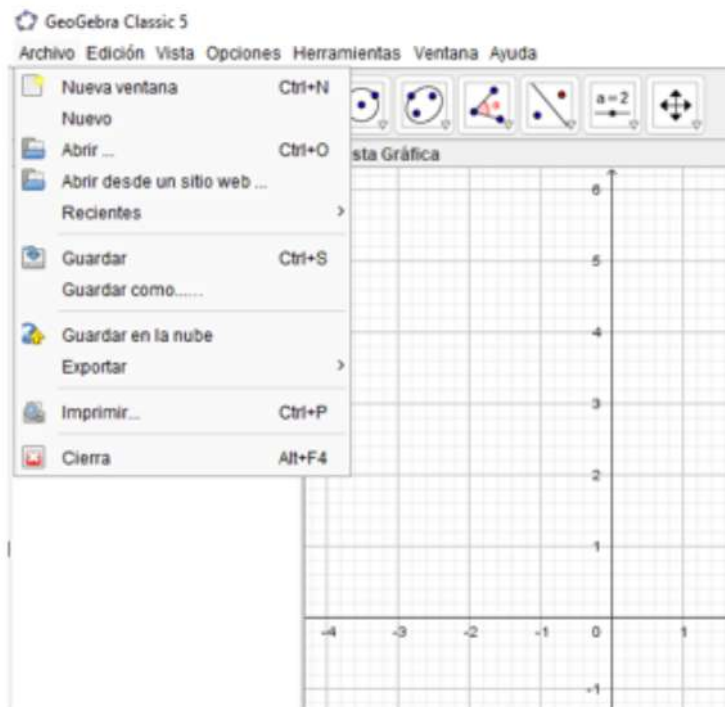 GeoGebra Classic 5
Archivo Edición Vista Opciones Herramientas Ventana Ayuda
Nueva ventana Ctrl+N
Nuevo
Abrir ... Ctrl+O
Abrir desde un sitio web ...
Recientes
Guardar Ctrl+S
Guardar como......
Guardar en la nube
Exportar
Imprimir... Ctrl+P
Cierra Alt+F4
a=2
sta Gráfica
6
5
4
3
2
1
-4 -3 -2 -1 0 1
-1